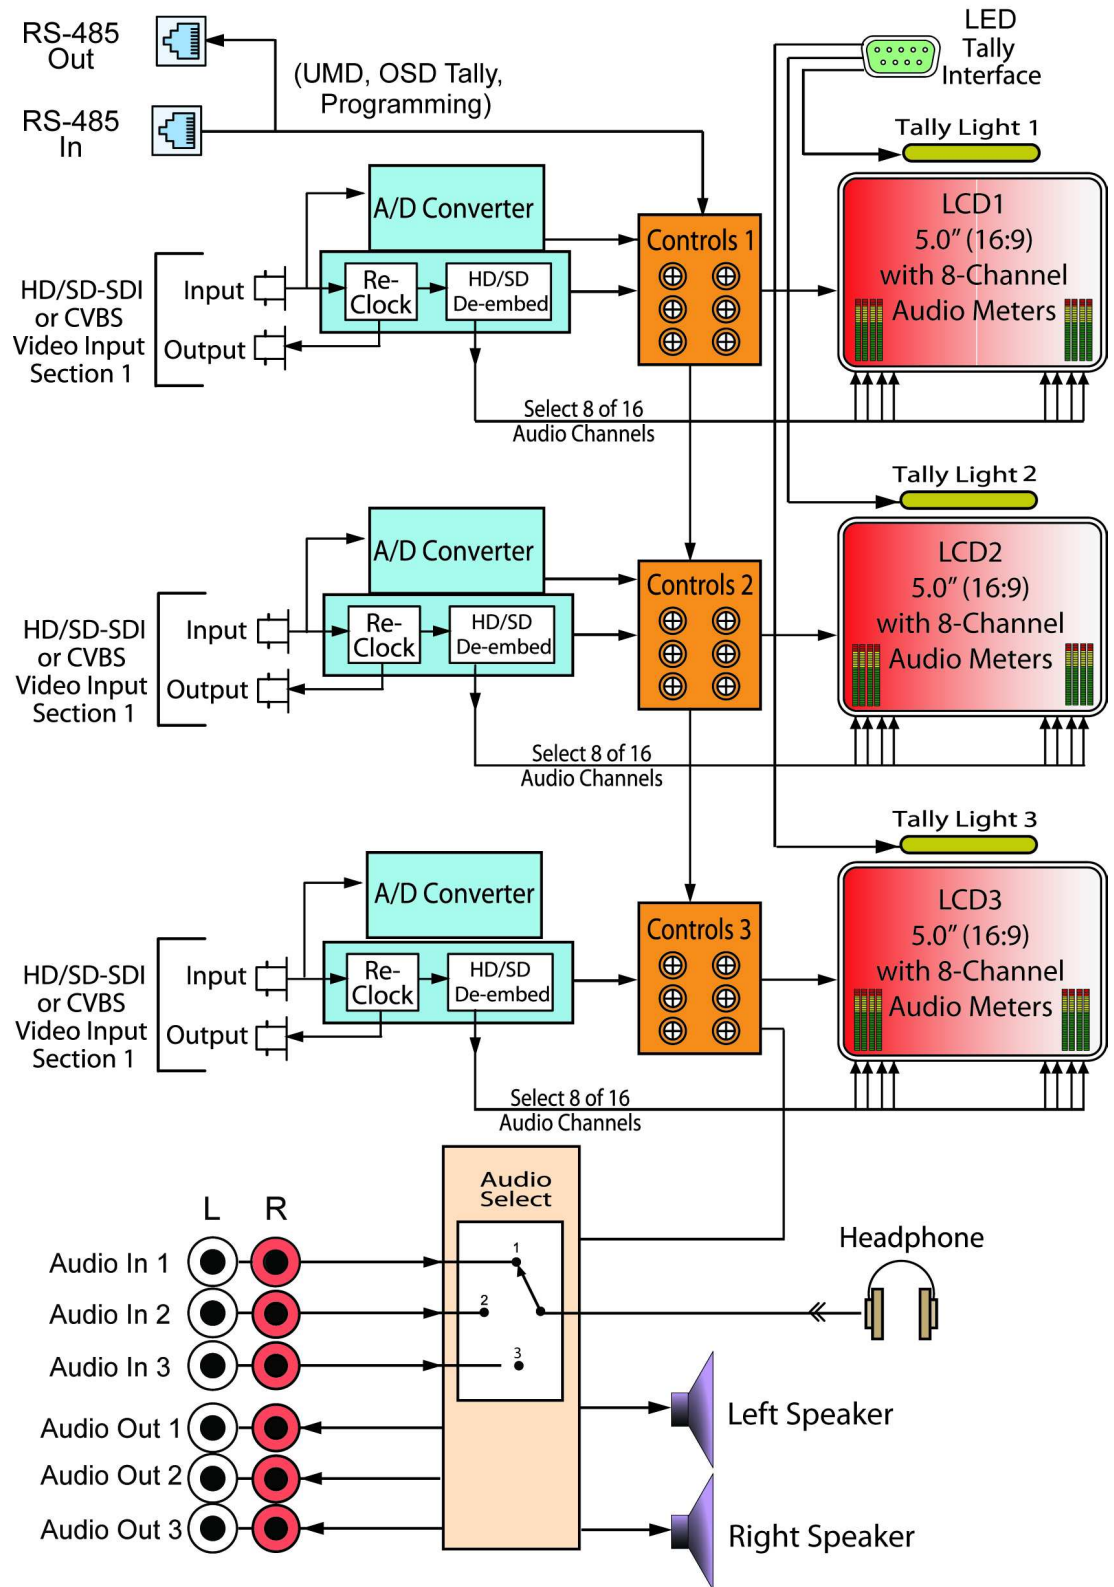 RS-485
Out
RS-485
In
(UMD, OSD Tally,
Programming)
LED
Tally
Interface
Tally Light 1
A/D Converter
Controls 1
LCD1
5.0” (16:9)
with 8-Channel
Audio Meters
HD/SD-SDI
or CVBS
Video Input
Section 1
Input
Output
Re-
Clock
HD/SD
De-embed
Select 8 of 16
Audio Channels
Tally Light 2
A/D Converter
Controls 2
LCD2
5.0” (16:9)
with 8-Channel
Audio Meters
HD/SD-SDI
or CVBS
Video Input
Section 1
Input
Output
Re-
Clock
HD/SD
De-embed
Select 8 of 16
Audio Channels
Tally Light 3
A/D Converter
Controls 3
LCD3
5.0” (16:9)
with 8-Channel
Audio Meters
HD/SD-SDI
or CVBS
Video Input
Section 1
Input
Output
Re-
Clock
HD/SD
De-embed
Select 8 of 16
Audio Channels
Audio
Select
L R
1
2
3
Audio In 1
Audio In 2
Audio In 3
Audio Out 1
Audio Out 2
Audio Out 3
Headphone
Left Speaker
Right Speaker